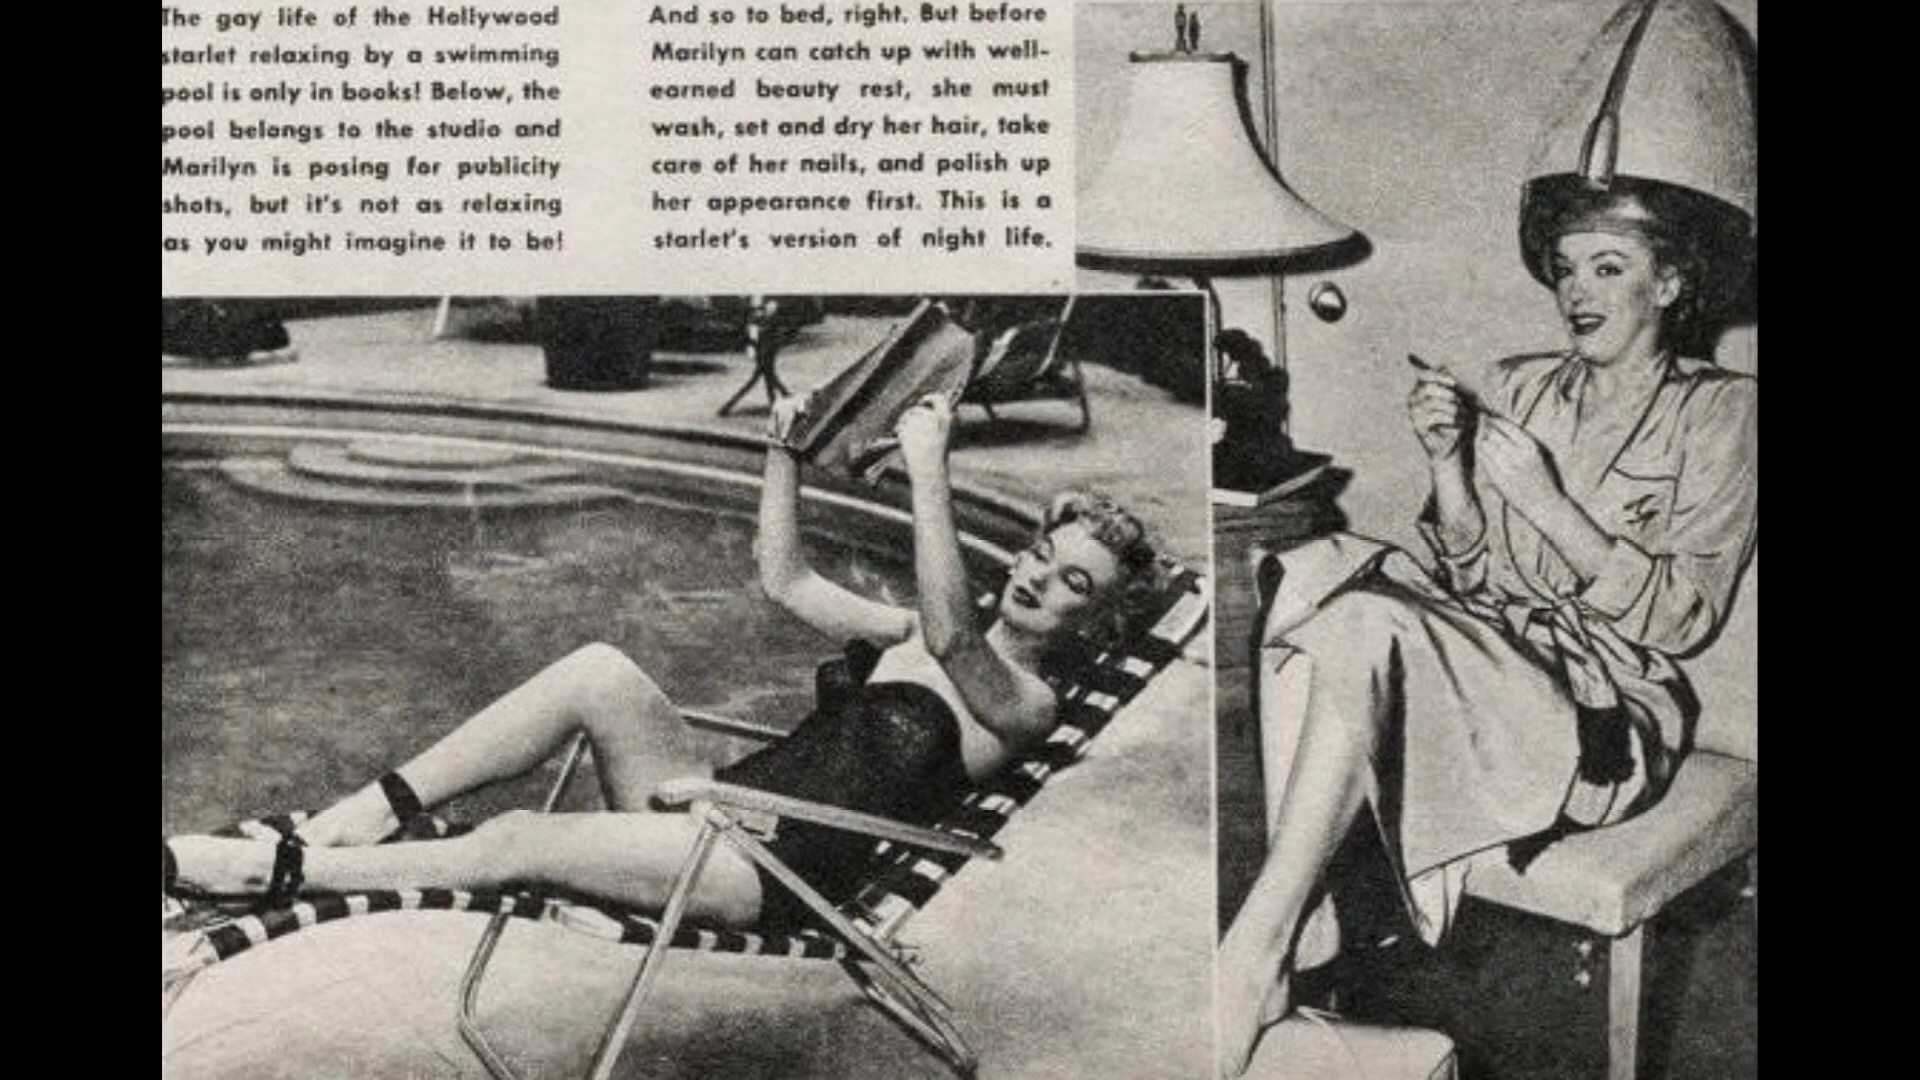 The gay life of the Hollywood
starlet relaxing by a swimming
pool is only in books! Below, the
pool belongs to the studio and
Marilyn is posing for publicity
shots, but it's not as relaxing
as you might imagine it to be!
And so to bed, right. But before
Marilyn can catch up with well-
earned beauty rest, she must
wash, set and dry her hair, take
care of her nails, and polish up
her appearance first. This is a
starlet's version of night life.